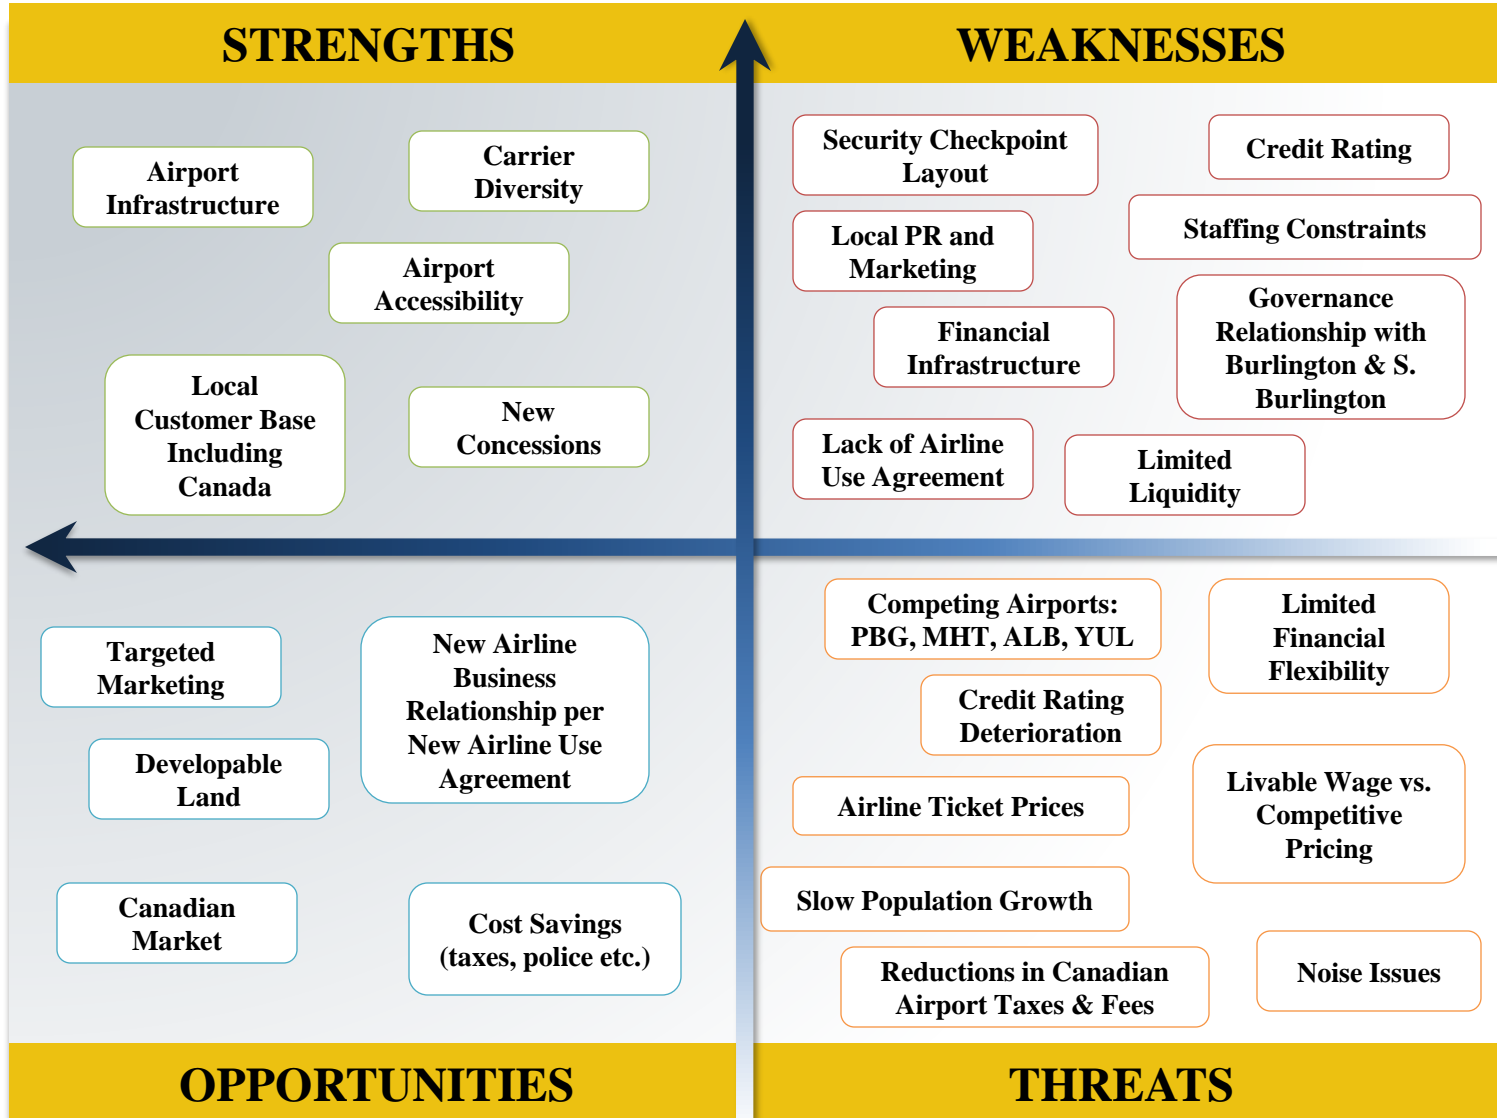 STRENGTHS
WEAKNESSES
Airport
Infrastructure
Carrier
Diversity
Airport
Accessibility
Local
Customer Base
Including
Canada
New
Concessions
Security Checkpoint
Layout
Credit Rating
Local PR and
Marketing
Staffing Constraints
Financial
Infrastructure
Governance
Relationship with
Burlington & S.
Burlington
Lack of Airline
Use Agreement
Limited
Liquidity
Targeted
Marketing
New Airline
Business
Relationship per
New Airline Use
Agreement
Developable
Land
Canadian
Market
Cost Savings
(taxes, police etc.)
Competing Airports:
PBG, MHT, ALB, YUL
Limited
Financial
Flexibility
Credit Rating
Deterioration
Airline Ticket Prices
Livable Wage vs.
Competitive
Pricing
Slow Population Growth
Reductions in Canadian
Airport Taxes & Fees
Noise Issues
OPPORTUNITIES
THREATS